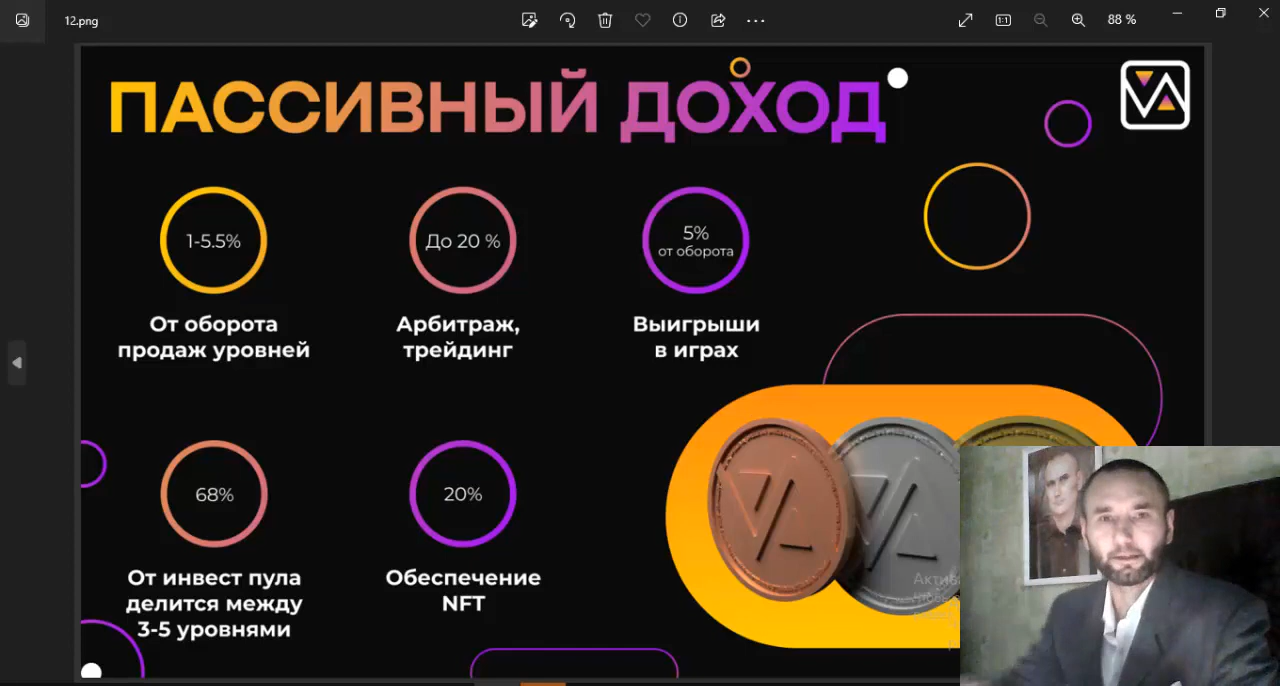 12.png
88 %
ПАССИВНЫЙ ДОХОД
1-5.5%
До 20 %
5%
от оборота
От оборота
продаж уровней
Арбитраж,
трейдинг
Выигрыши
в играх
68%
20%
От инвест пула
делится между
3-5 уровнями
Обеспечение
NFT